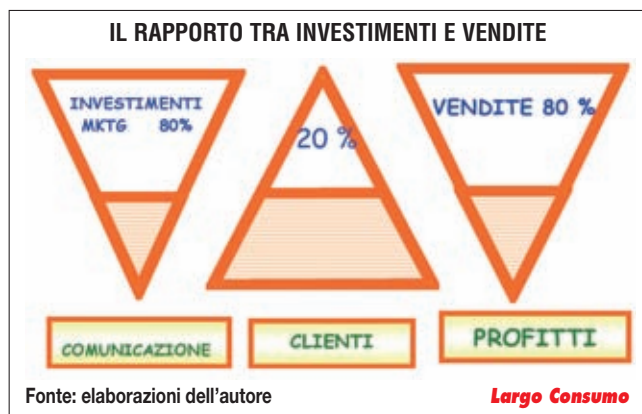 IL RAPPORTO TRA INVESTIMENTI E VENDITE
INVESTIMENTI
MKTG 80%
20 %
VENDITE 80 %
COMUNICAZIONE
CLIENTI
PROFITTI
Fonte: elaborazioni dell'autore
Largo Consumo